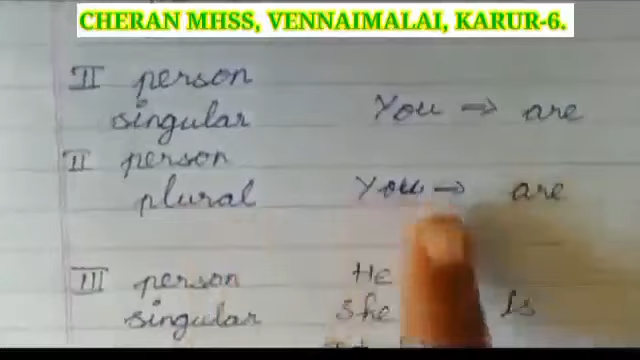 CHERAN MHSS, VENNAIMALAI, KARUR-6.
II person
singular You → are
II person
plural You → are
III person He
singular She Is